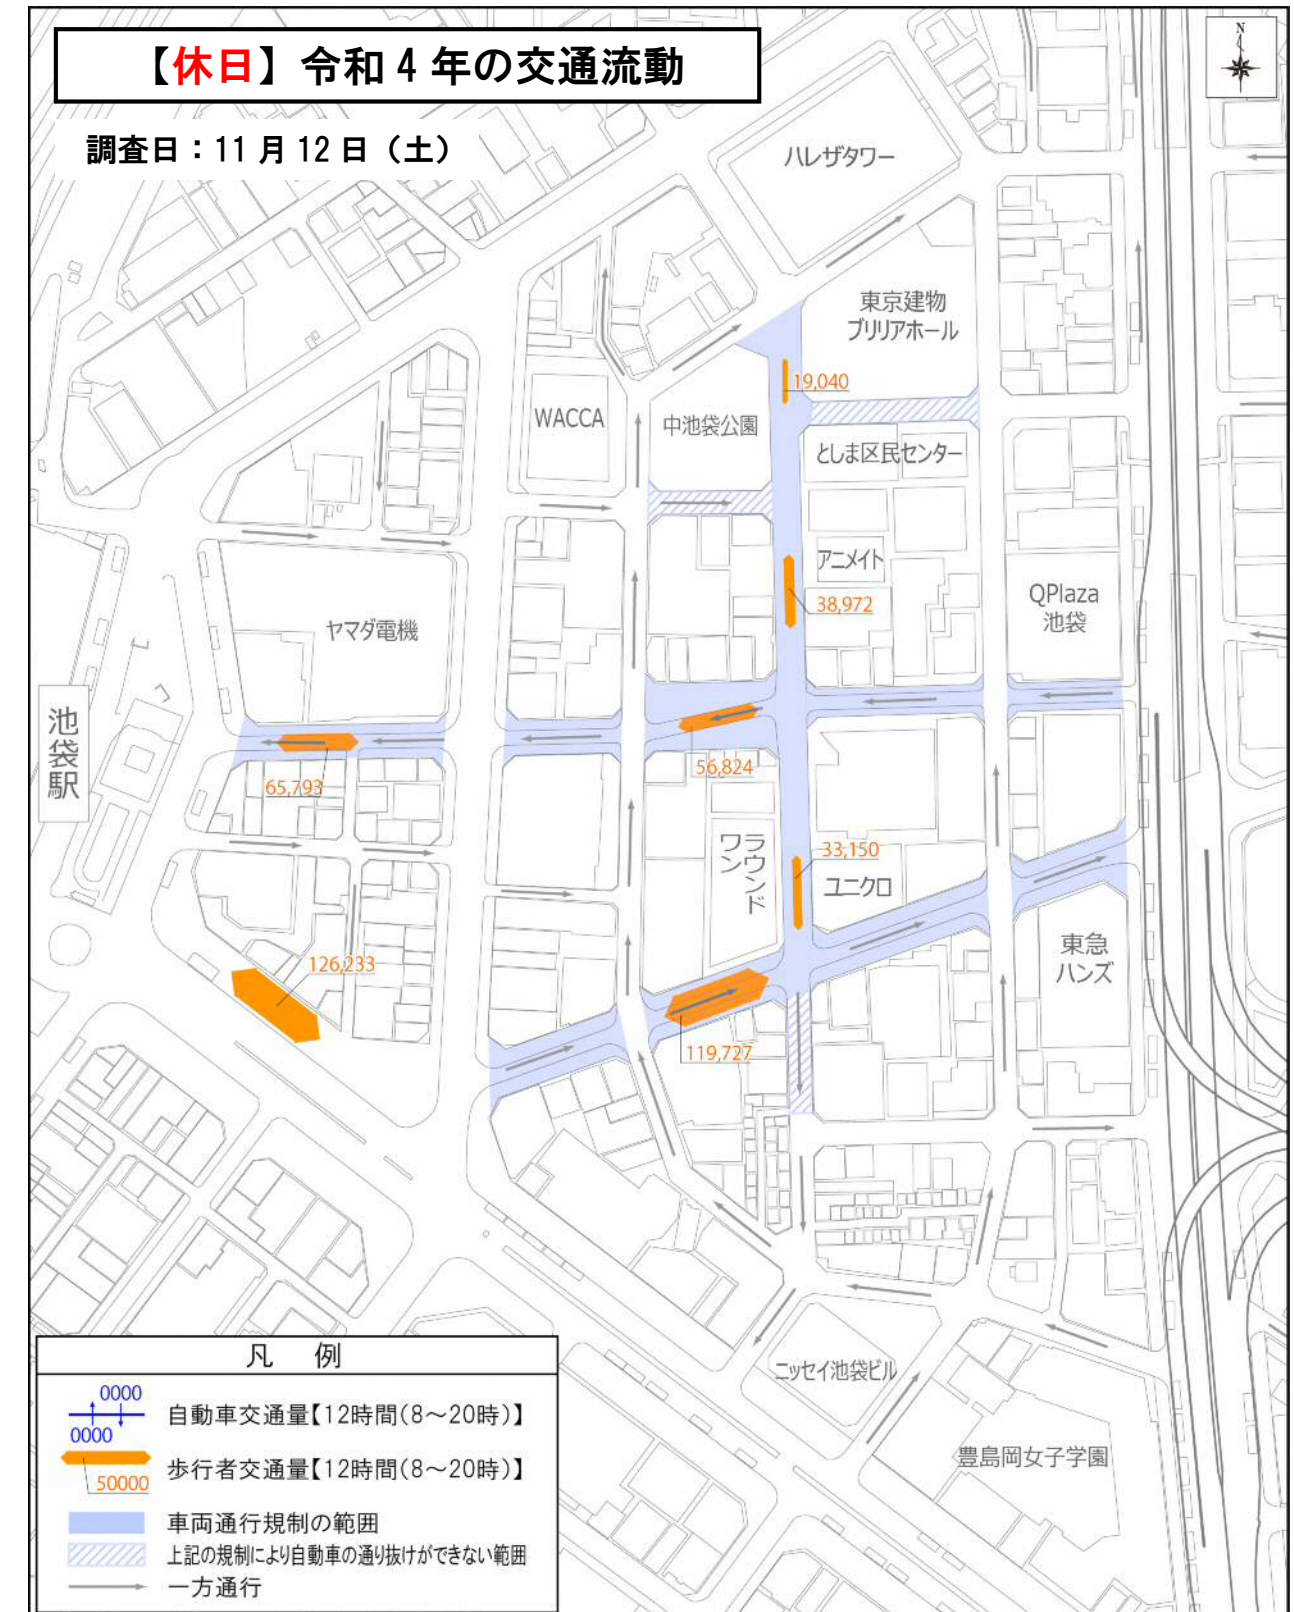 【休日】令和4年の交通流動
調査日：11月12日（土）
N
ハレザタワー
東京建物
ブリリアホール
19,040
WACCA
中池袋公園
としま区民センター
アニメイト
38,972
QPlaza
池袋
ヤマダ電機
池袋駅
65,793
56,824
ラウンド
ワン
33,150
ユニクロ
東急
ハンズ
126,233
119,727
ニッセイ池袋ビル
豊島岡女子学園
凡 例
0000
0000
自動車交通量【12時間(8～20時)】
50000
歩行者交通量【12時間(8～20時)】
車両通行規制の範囲
上記の規制により自動車の通り抜けができない範囲
一方通行